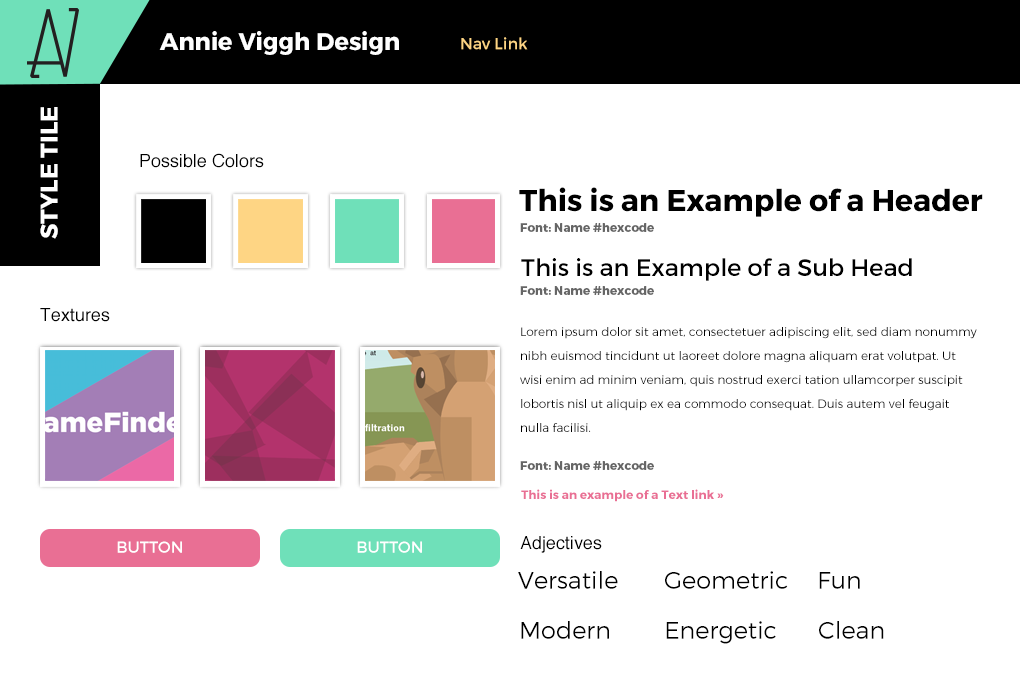 Annie Viggh Design
Nav Link
STYLE TILE
Possible Colors
Textures
ameFinde
at
filtration
BUTTON
BUTTON
This is an Example of a Header
Font: Name #hexcode
This is an Example of a Sub Head
Font: Name #hexcode
Lorem ipsum dolor sit amet, consectetuer adipiscing elit, sed diam nonummy
nibh euismod tincidunt ut laoreet dolore magna aliquam erat volutpat. Ut
wisi enim ad minim veniam, quis nostrud exerci tation ullamcorper suscipit
lobortis nisl ut aliquip ex ea commodo consequat. Duis autem vel feugait
nulla facilisi.
Font: Name #hexcode
This is an example of a Text link »
Adjectives
Versatile Geometric Fun
Modern Energetic Clean